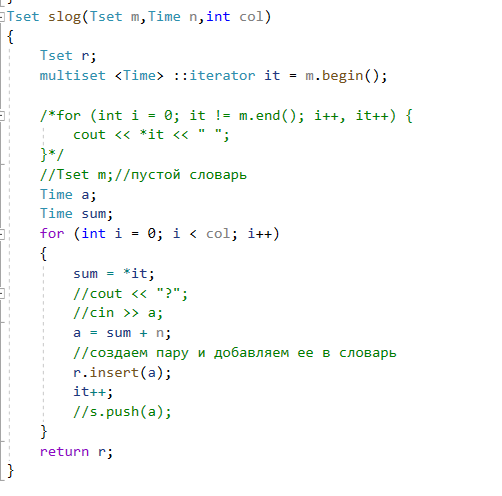 Tset slog(Tset m,Time n,int col)
{
    Tset r;
    multiset <Time> ::iterator it = m.begin();

    /*for (int i = 0; it != m.end(); i++, it++) {
        cout << *it << " ";
    }*/
    //Tset m;//пустой словарь
    Time a;
    Time sum;
    for (int i = 0; i < col; i++)
    {
        sum = *it;
        //cout << "?";
        //cin >> a;
        a = sum + n;
        //создаем пару и добавляем ее в словарь
        r.insert(a);
        it++;
        //s.push(a);
    }
    return r;
}